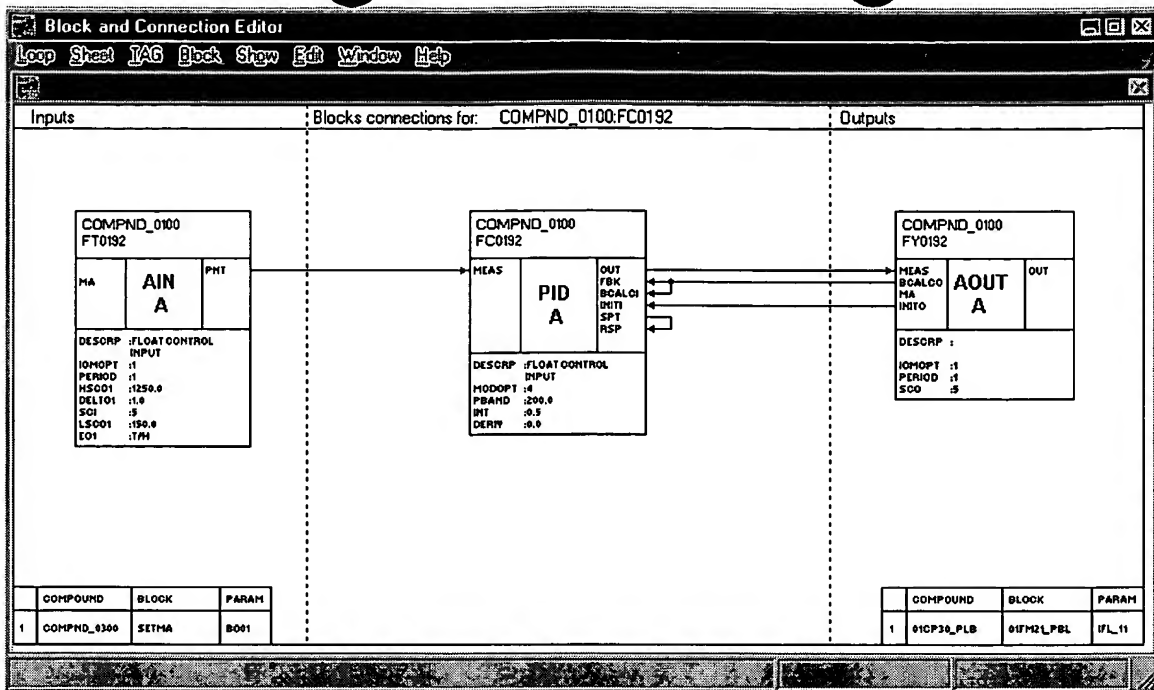 Block and Connection Editor
Loop Sheet TAG Block Show Edit Window Help
Inputs
Blocks connections for: COMPND_0100:FC0192
Outputs
COMPND_0100
FT0192
MA
AIN
A
PNT
DESCRP :FLOAT CONTROL
INPUT
IOMOPT :1
PERIOD :1
HSCO1 :1250.0
DELTO1 :1.0
SCI :5
LSCO1 :150.0
EO1 :T/H
COMPND_0100
FC0192
MEAS
PID
A
OUT
FBK
BCALCI
INITI
SPT
RSP
DESCRP :FLOAT CONTROL
INPUT
MODOPT :4
PBAND :200.0
INT :0.5
DERIV :0.0
COMPND_0100
FY0192
MEAS
BCALCO
MA
INITO
AOUT
A
OUT
DESCRP :
IOMOPT :1
PERIOD :1
SCO :5
COMPOUND BLOCK PARAM
1 COMPND_0300 SETMA BO01
COMPOUND BLOCK PARAM
1 01CP30_PLB 01FM21_PBL IFL_11